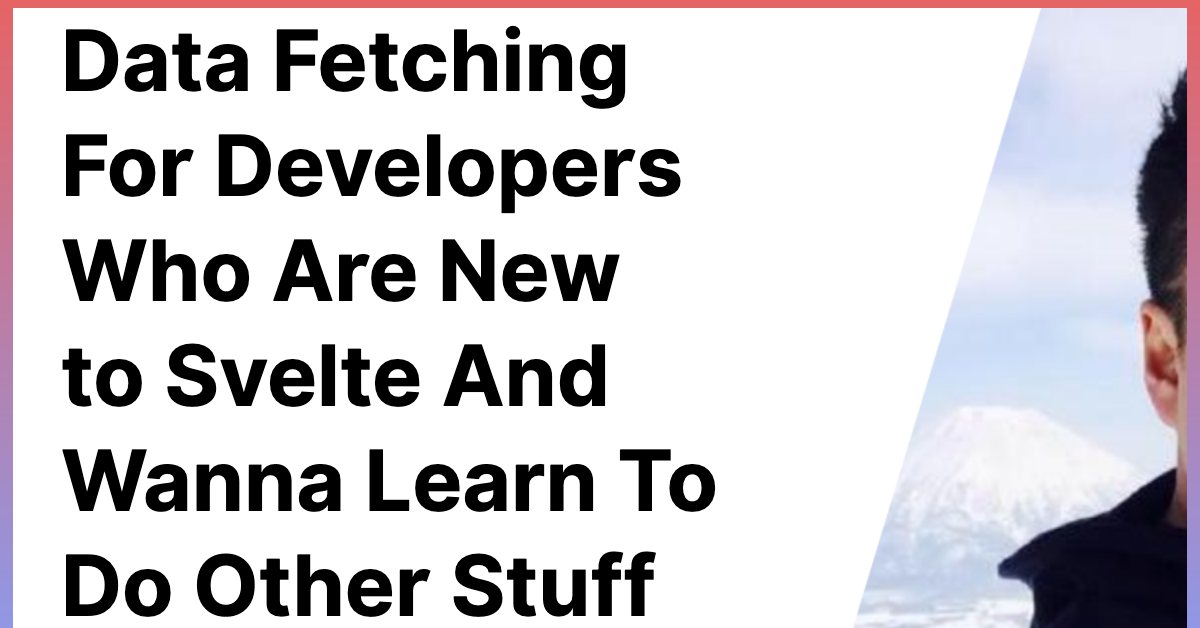 Data Fetching
For Developers
Who Are New
to Svelte And
Wanna Learn To
Do Other Stuff